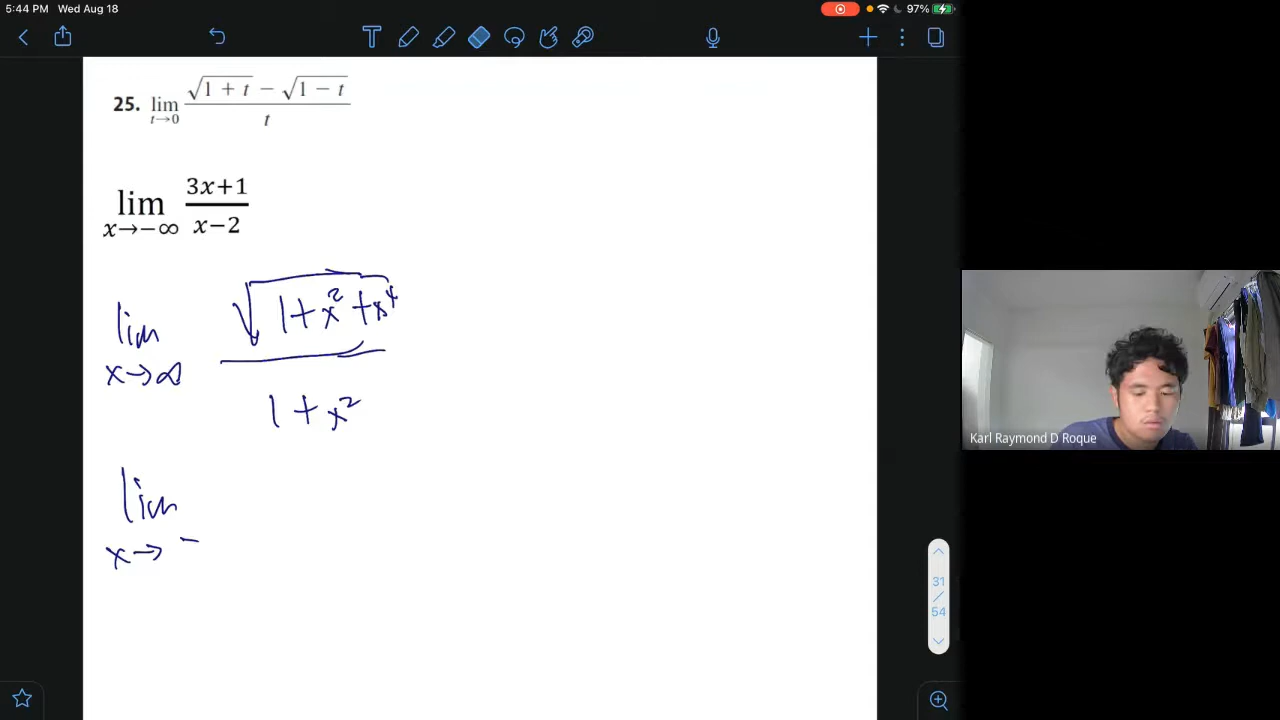 5:44 PM Wed Aug 18
97%
25. lim t→0 (√(1 + t) − √(1 − t)) / t
lim x→−∞ (3x+1) / (x−2)
lim x→∞ √(1+x²+x⁴) / (1+x²)
lim x→ −
31
/
54
Karl Raymond D Roque